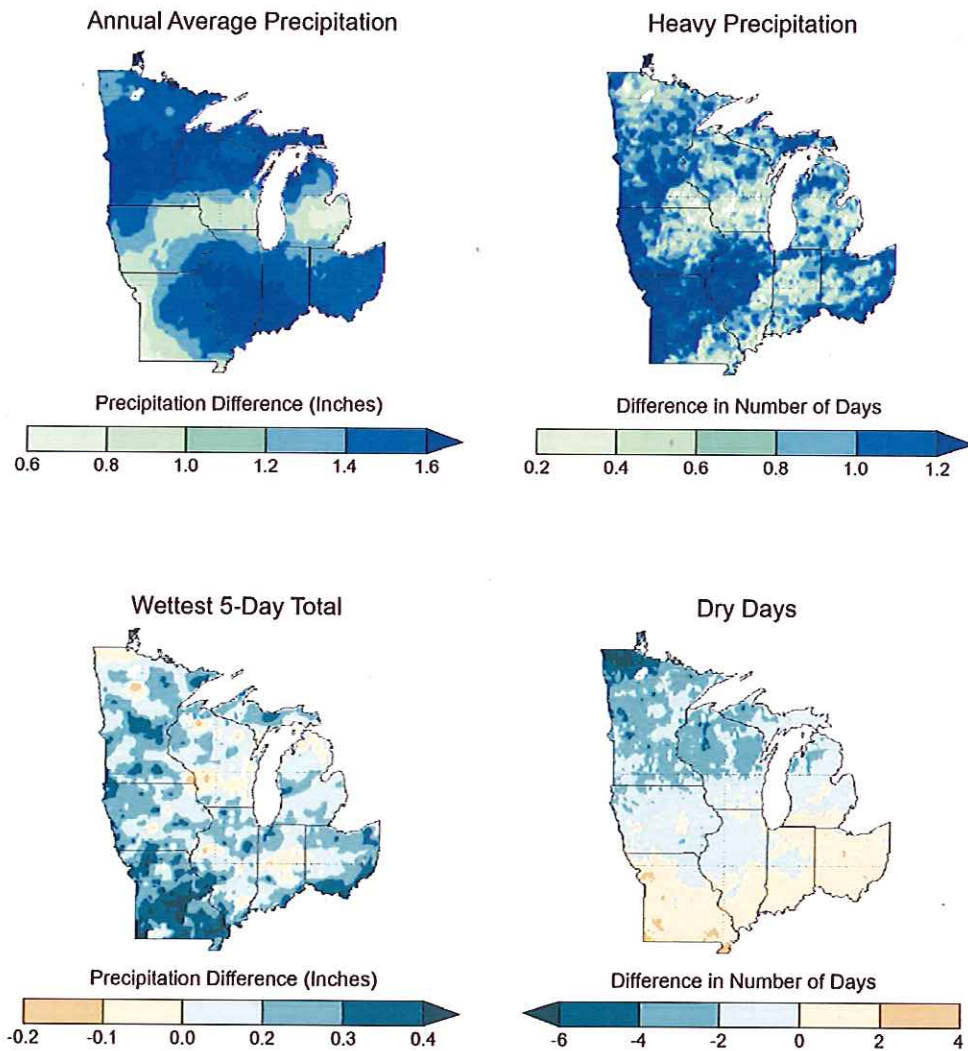 Annual Average Precipitation
Heavy Precipitation
Precipitation Difference (Inches)
0.6 0.8 1.0 1.2 1.4 1.6
Difference in Number of Days
0.2 0.4 0.6 0.8 1.0 1.2
Wettest 5-Day Total
Dry Days
Precipitation Difference (Inches)
-0.2 -0.1 0.0 0.2 0.3 0.4
Difference in Number of Days
-6 -4 -2 0 2 4